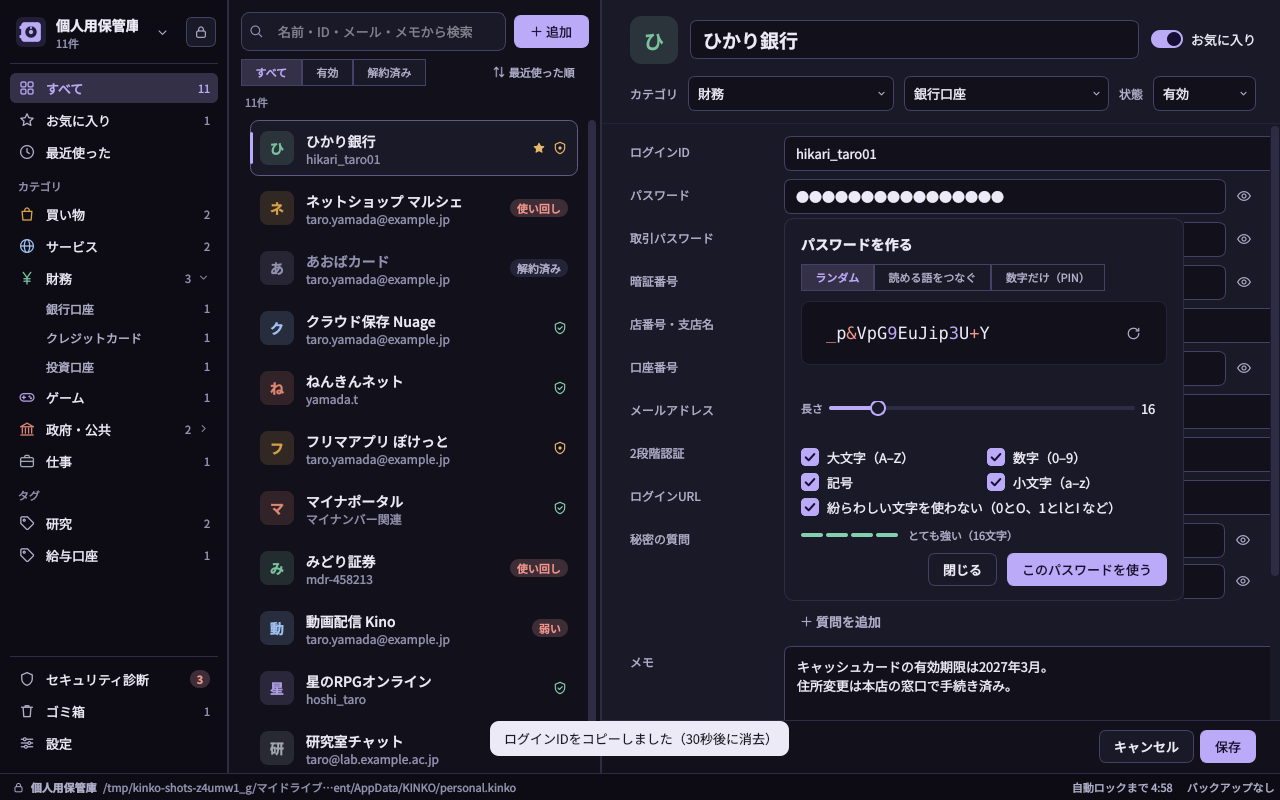 個人用保管庫
11件
すべて 11
お気に入り 1
最近使った
カテゴリ
買い物 2
サービス 2
財務 3
銀行口座 1
クレジットカード 1
投資口座 1
ゲーム 1
政府・公共 2
仕事 1
タグ
研究 2
給与口座 1
セキュリティ診断 3
ゴミ箱 1
設定
名前・ID・メール・メモから検索
＋ 追加
すべて 有効 解約済み
最近使った順
11件
ひ ひかり銀行
hikari_taro01
ネ ネットショップ マルシェ
taro.yamada@example.jp
使い回し
あ あおばカード
taro.yamada@example.jp
解約済み
ク クラウド保存 Nuage
taro.yamada@example.jp
ね ねんきんネット
yamada.t
フ フリマアプリ ぽけっと
taro.yamada@example.jp
マ マイナポータル
マイナンバー関連
み みどり証券
mdr-458213
使い回し
動 動画配信 Kino
taro.yamada@example.jp
弱い
星 星のRPGオンライン
hoshi_taro
研 研究室チャット
taro@lab.example.ac.jp
ひ ひかり銀行
お気に入り
カテゴリ 財務 銀行口座 状態 有効
ログインID hikari_taro01
パスワード ●●●●●●●●●●●●●●●●
取引パスワード
暗証番号
店番号・支店名
口座番号
メールアドレス
2段階認証
ログインURL
秘密の質問
パスワードを作る
ランダム 読める語をつなぐ 数字だけ（PIN）
_p&VpG9EuJip3U+Y
長さ 16
大文字（A–Z） 数字（0–9）
記号 小文字（a–z）
紛らわしい文字を使わない（0とO、1とlとI など）
とても強い（16文字）
閉じる このパスワードを使う
＋ 質問を追加
メモ
キャッシュカードの有効期限は2027年3月。
住所変更は本店の窓口で手続き済み。
ログインIDをコピーしました（30秒後に消去）
キャンセル 保存
個人用保管庫 /tmp/kinko-shots-z4umw1_g/マイドライブ…ent/AppData/KINKO/personal.kinko
自動ロックまで 4:58 バックアップなし